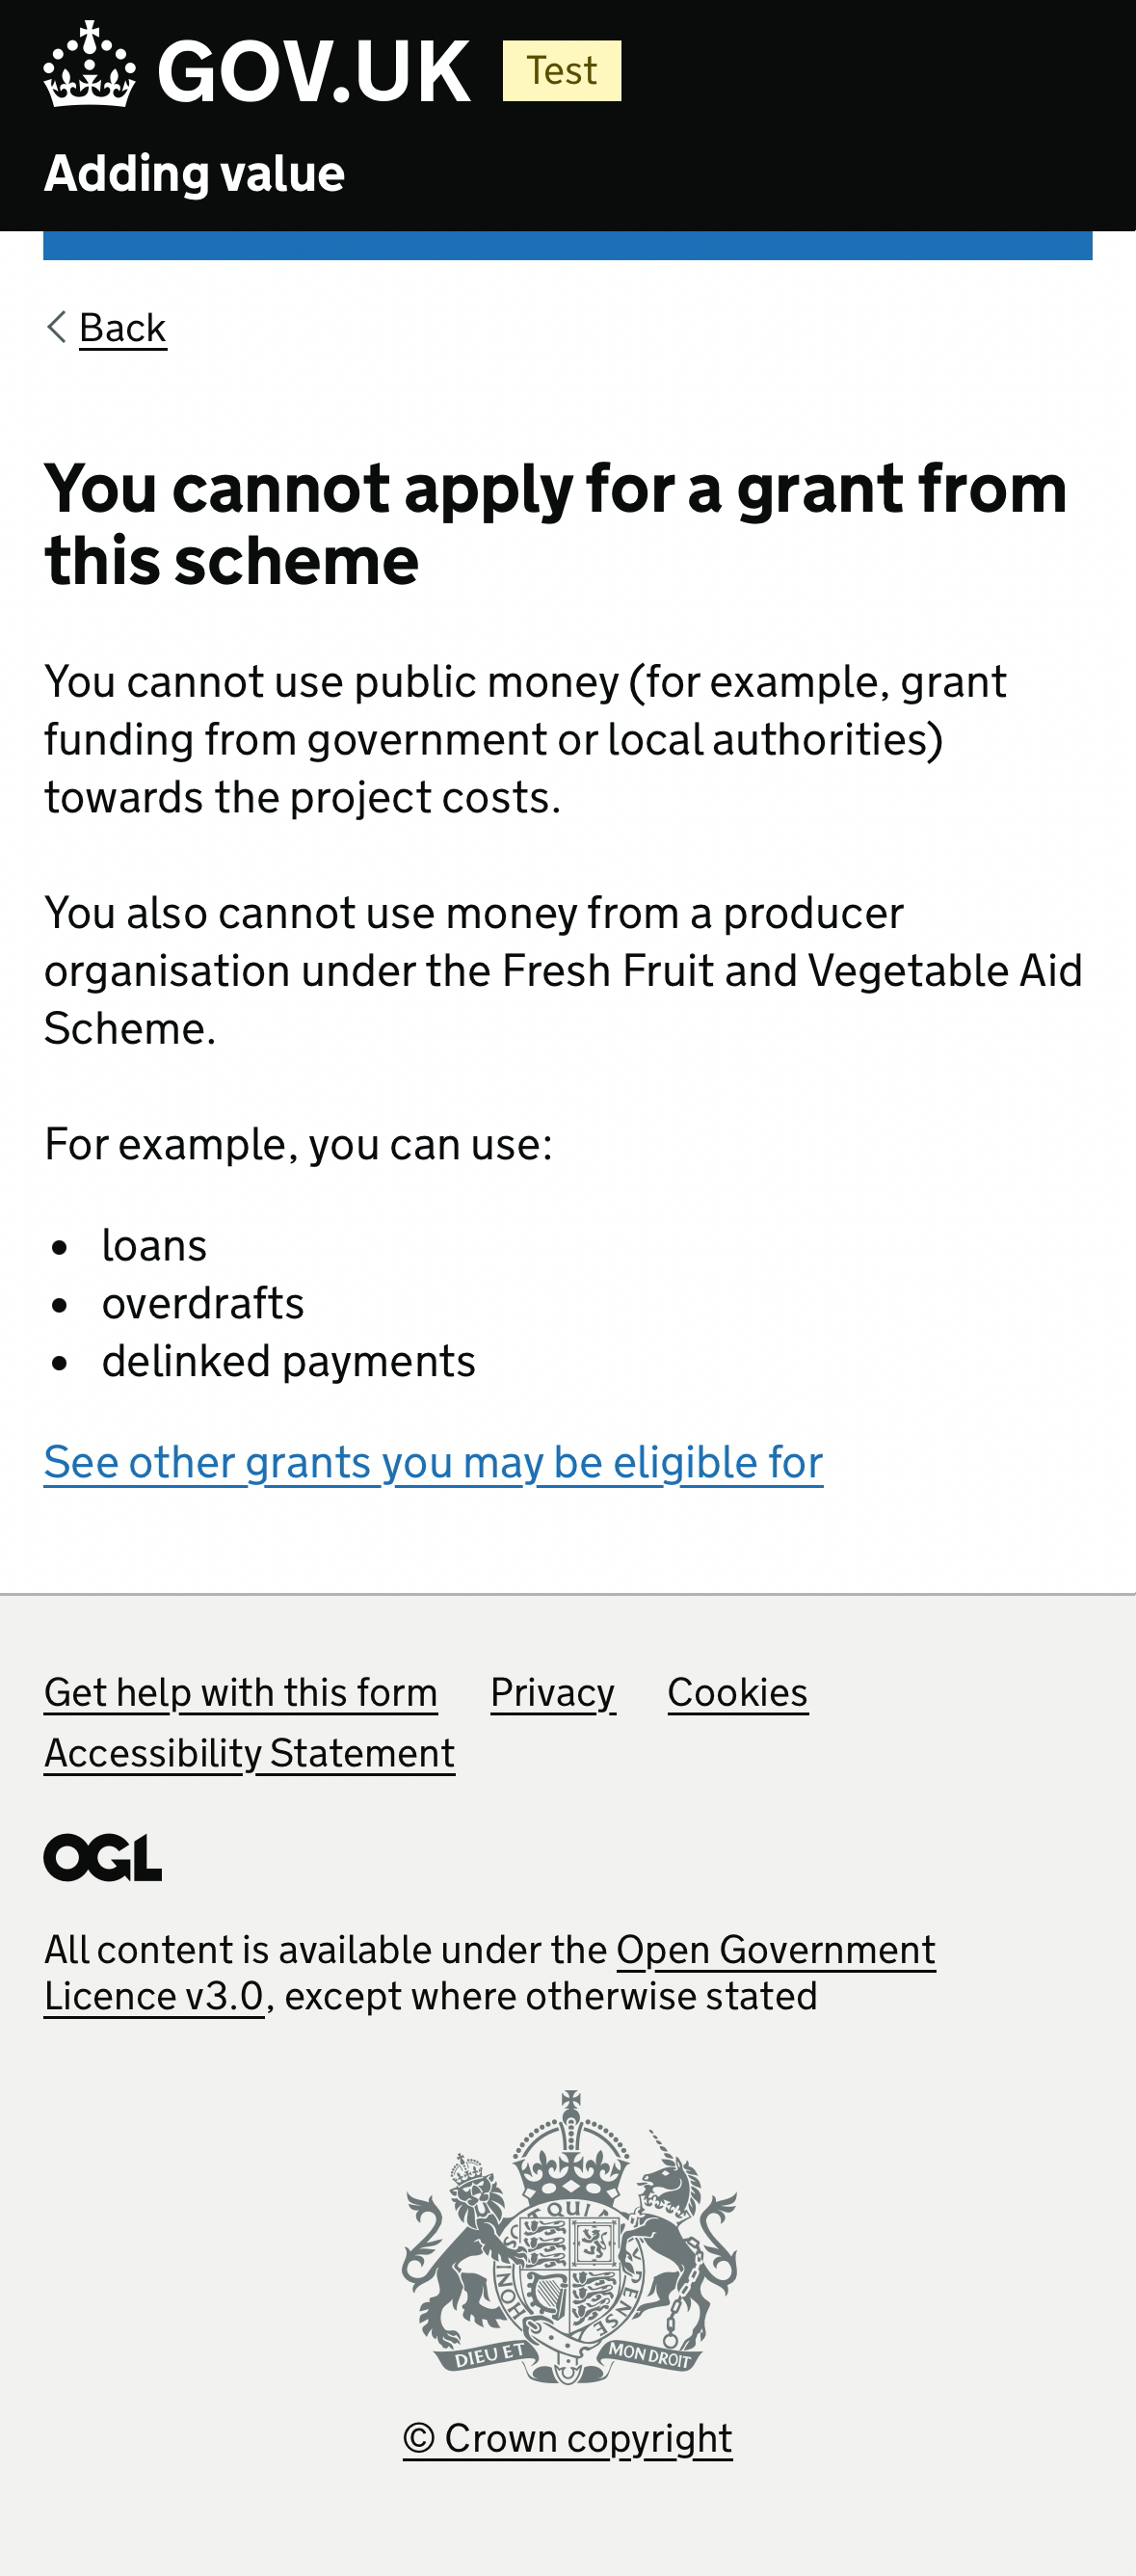 GOV.UK Test
Adding value
Back
You cannot apply for a grant from
this scheme
You cannot use public money (for example, grant
funding from government or local authorities)
towards the project costs.
You also cannot use money from a producer
organisation under the Fresh Fruit and Vegetable Aid
Scheme.
For example, you can use:
• loans
• overdrafts
• delinked payments
See other grants you may be eligible for
Get help with this form Privacy Cookies
Accessibility Statement
OGL
All content is available under the Open Government
Licence v3.0, except where otherwise stated
QUI
HONI
DENSE
DIEU ET MON DROIT
© Crown copyright